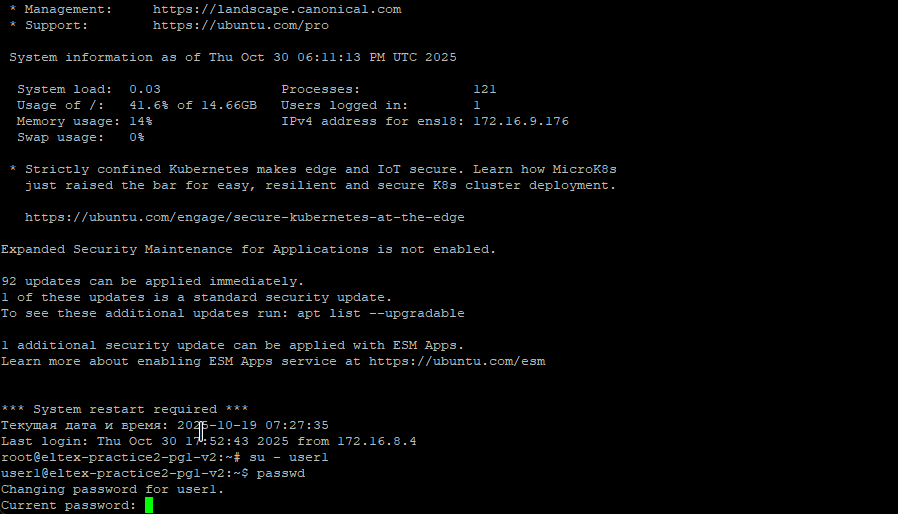 * Management:     https://landscape.canonical.com
* Support:        https://ubuntu.com/pro
System information as of Thu Oct 30 06:11:13 PM UTC 2025
System load:  0.03               Processes:              121
Usage of /:   41.6% of 14.66GB   Users logged in:        1
Memory usage: 14%                IPv4 address for ens18: 172.16.9.176
Swap usage:   0%
* Strictly confined Kubernetes makes edge and IoT secure. Learn how MicroK8s
just raised the bar for easy, resilient and secure K8s cluster deployment.
https://ubuntu.com/engage/secure-kubernetes-at-the-edge
Expanded Security Maintenance for Applications is not enabled.
92 updates can be applied immediately.
1 of these updates is a standard security update.
To see these additional updates run: apt list --upgradable
1 additional security update can be applied with ESM Apps.
Learn more about enabling ESM Apps service at https://ubuntu.com/esm
*** System restart required ***
Текущая дата и время: 2025-10-19 07:27:35
Last login: Thu Oct 30 17:52:43 2025 from 172.16.8.4
root@eltex-practice2-pg1-v2:~# su - user1
user1@eltex-practice2-pg1-v2:~$ passwd
Changing password for user1.
Current password: